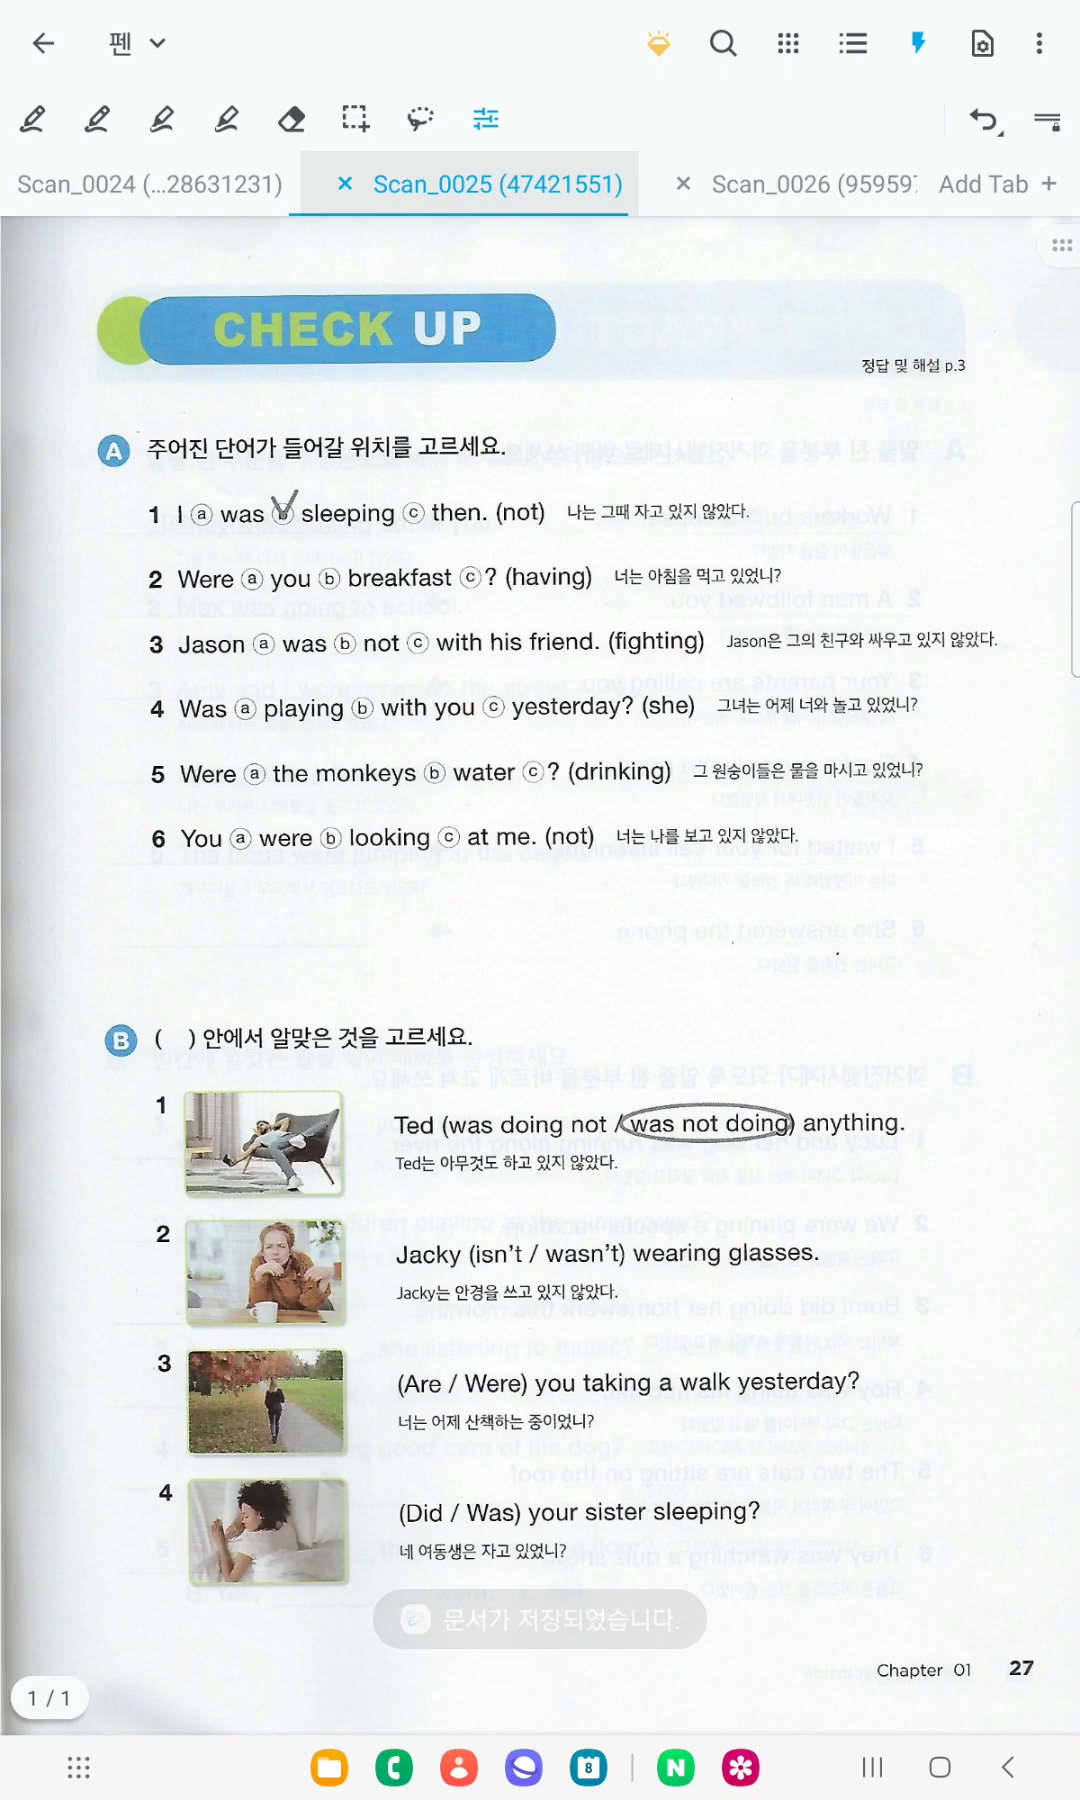 펜
Scan_0024 (...28631231)
Scan_0025 (47421551)
Scan_0026 (95959
Add Tab +
CHECK UP
정답 및 해설 p.3
A 주어진 단어가 들어갈 위치를 고르세요.
1 I ⓐ was ⓑ sleeping ⓒ then. (not) 나는 그때 자고 있지 않았다.
2 Were ⓐ you ⓑ breakfast ⓒ? (having) 너는 아침을 먹고 있었니?
3 Jason ⓐ was ⓑ not ⓒ with his friend. (fighting) Jason은 그의 친구와 싸우고 있지 않았다.
4 Was ⓐ playing ⓑ with you ⓒ yesterday? (she) 그녀는 어제 너와 놀고 있었니?
5 Were ⓐ the monkeys ⓑ water ⓒ? (drinking) 그 원숭이들은 물을 마시고 있었니?
6 You ⓐ were ⓑ looking ⓒ at me. (not) 너는 나를 보고 있지 않았다.
B ( ) 안에서 알맞은 것을 고르세요.
1 Ted (was doing not / was not doing) anything.
Ted는 아무것도 하고 있지 않았다.
2 Jacky (isn't / wasn't) wearing glasses.
Jacky는 안경을 쓰고 있지 않았다.
3 (Are / Were) you taking a walk yesterday?
너는 어제 산책하는 중이었니?
4 (Did / Was) your sister sleeping?
네 여동생은 자고 있었니?
문서가 저장되었습니다.
Chapter 01 27
1 / 1
8
N